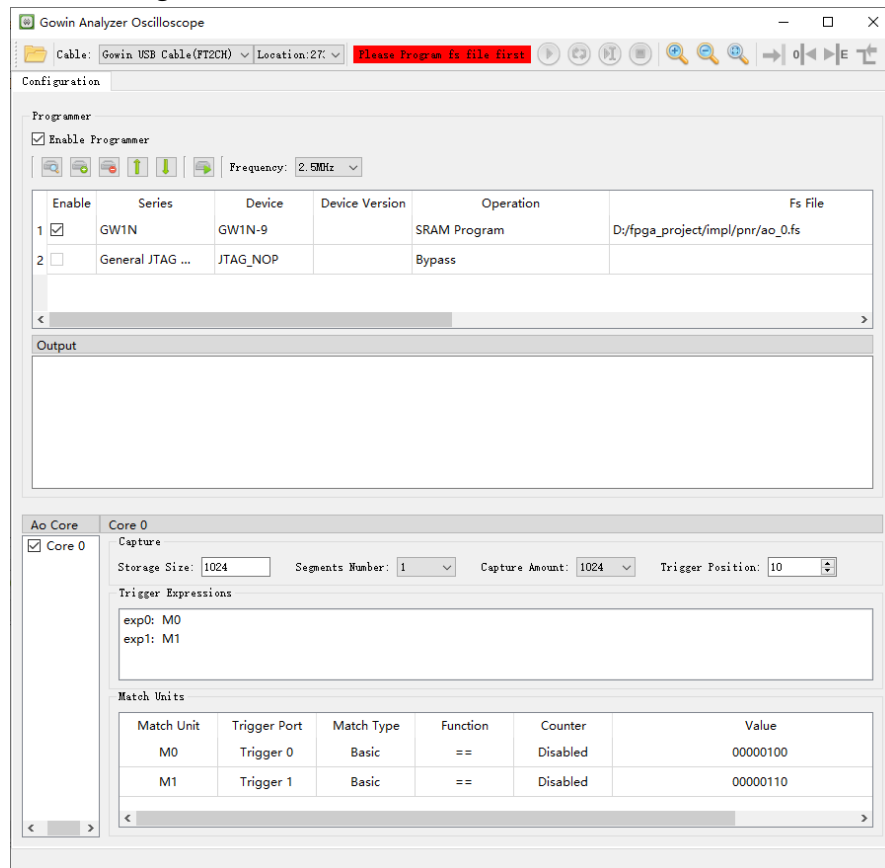 Gowin Analyzer Oscilloscope
Cable: Gowin USB Cable(FT2CH) Location:27 Please Program fs file first
Configuration
Programmer
Enable Programmer
Frequency: 2.5MHz
Enable Series Device Device Version Operation Fs File
1 GW1N GW1N-9 SRAM Program D:/fpga_project/impl/pnr/ao_0.fs
2 General JTAG ... JTAG_NOP Bypass
Output
Ao Core Core 0
Core 0 Capture
Storage Size: 1024 Segments Number: 1 Capture Amount: 1024 Trigger Position: 10
Trigger Expressions
exp0: M0
exp1: M1
Match Units
Match Unit Trigger Port Match Type Function Counter Value
M0 Trigger 0 Basic == Disabled 00000100
M1 Trigger 1 Basic == Disabled 00000110